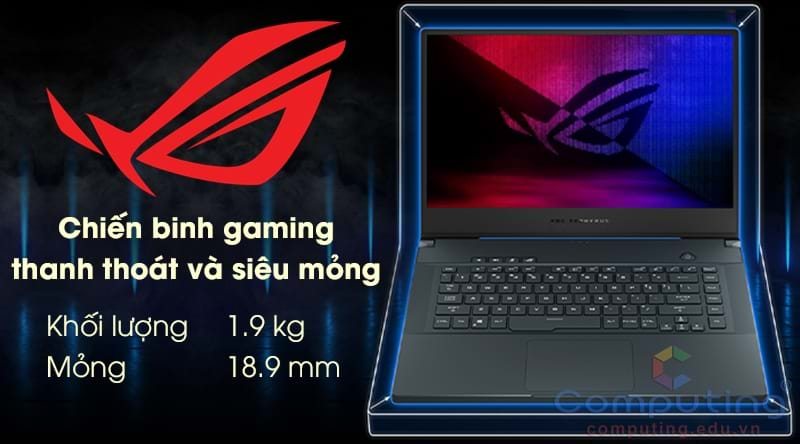 Chiến binh gaming
thanh thoát và siêu mỏng
Khối lượng 1.9 kg
Mỏng 18.9 mm
Computing
computing.edu.vn